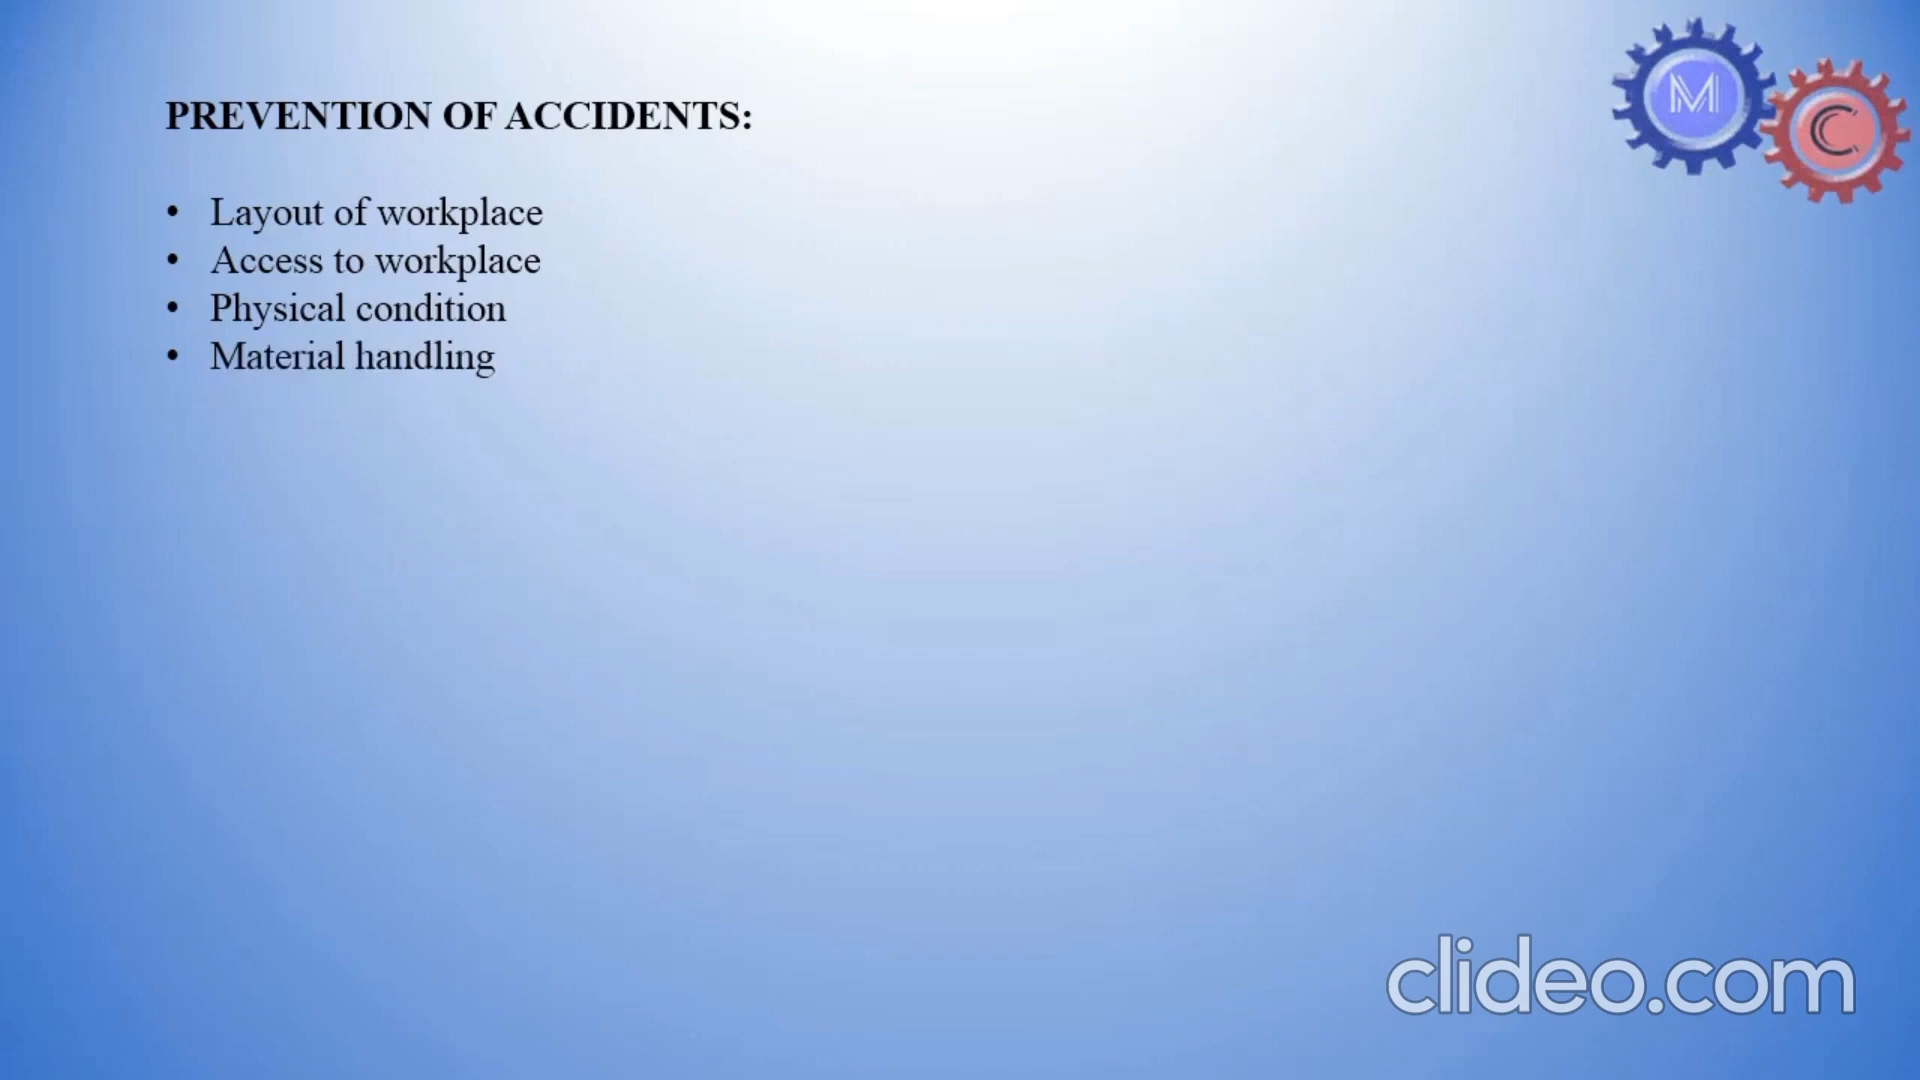 PREVENTION OF ACCIDENTS:
• Layout of workplace
• Access to workplace
• Physical condition
• Material handling
M
C
clideo.com